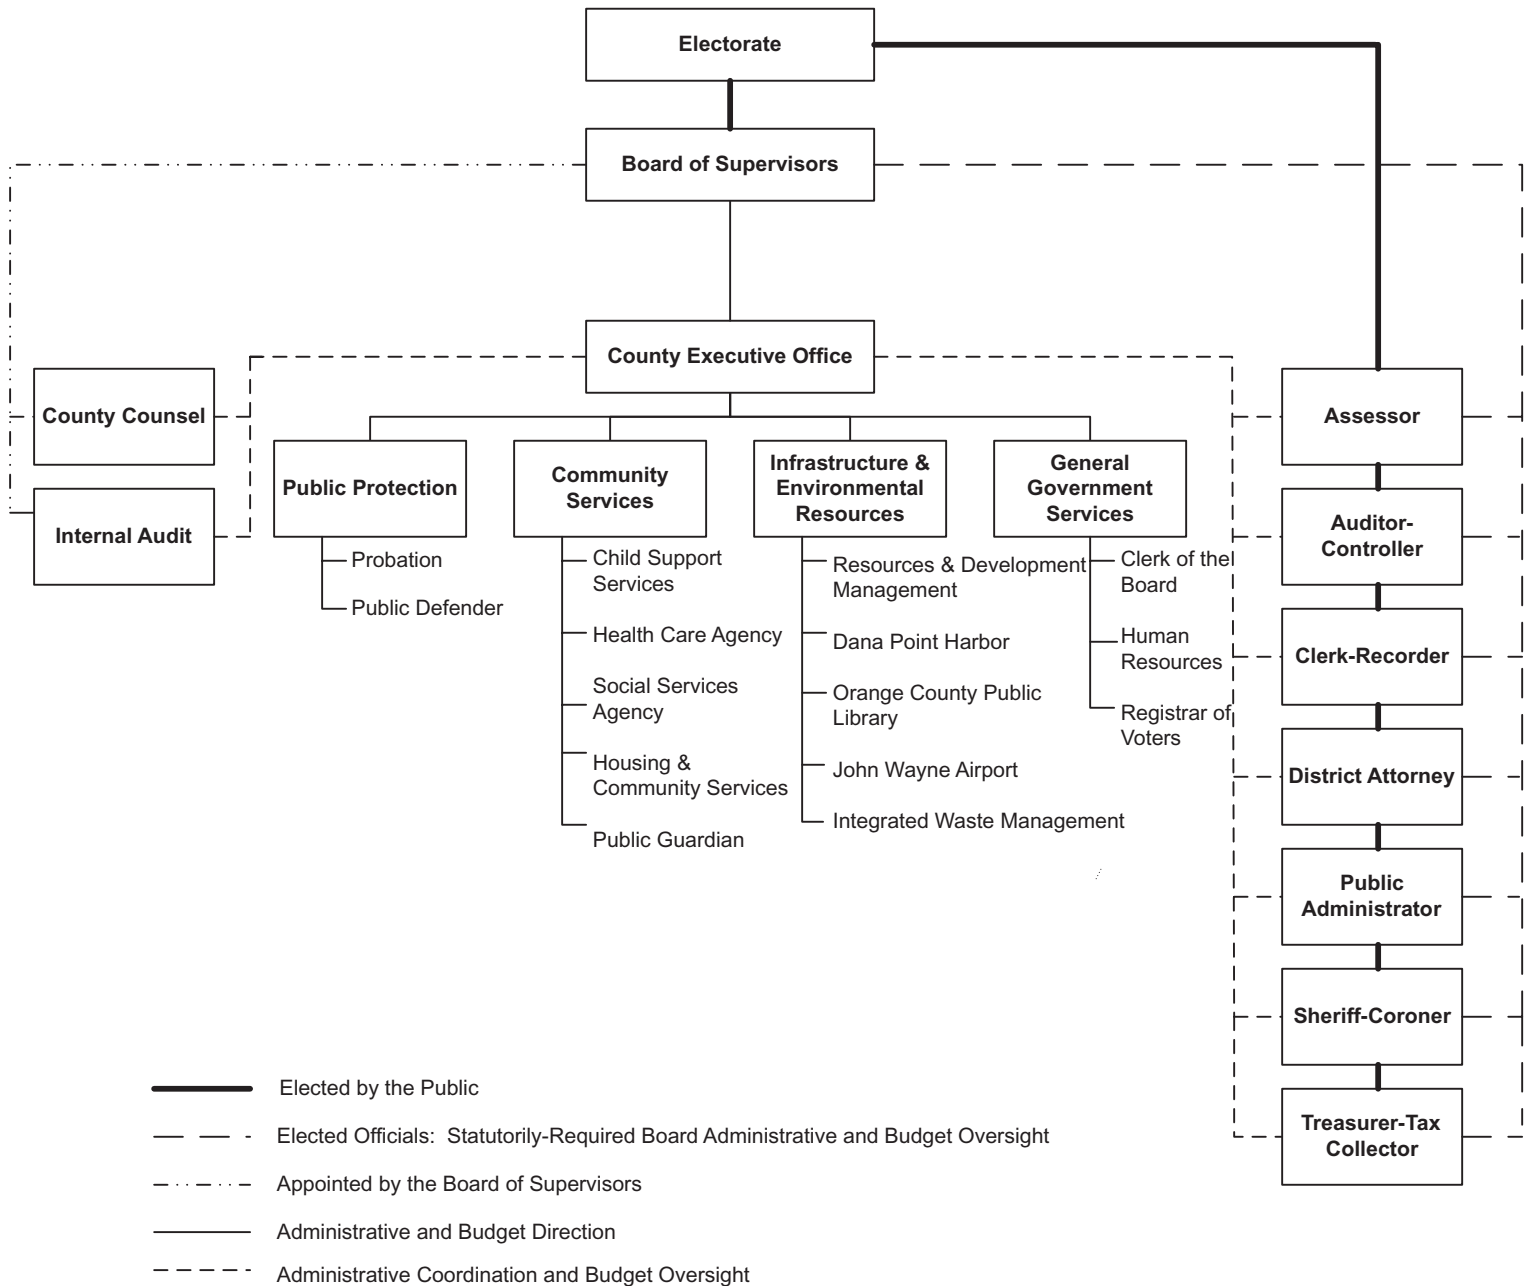 Electorate
Board of Supervisors
County Executive Office
County Counsel
Internal Audit
Public Protection
Probation
Public Defender
Community
Services
Child Support
Services
Health Care Agency
Social Services
Agency
Housing &
Community Services
Public Guardian
Infrastructure &
Environmental
Resources
Resources & Development
Management
Dana Point Harbor
Orange County Public
Library
John Wayne Airport
Integrated Waste Management
General
Government
Services
Clerk of the
Board
Human
Resources
Registrar of
Voters
Assessor
Auditor-
Controller
Clerk-Recorder
District Attorney
Public
Administrator
Sheriff-Coroner
Treasurer-Tax
Collector
Elected by the Public
Elected Officials: Statutorily-Required Board Administrative and Budget Oversight
Appointed by the Board of Supervisors
Administrative and Budget Direction
Administrative Coordination and Budget Oversight